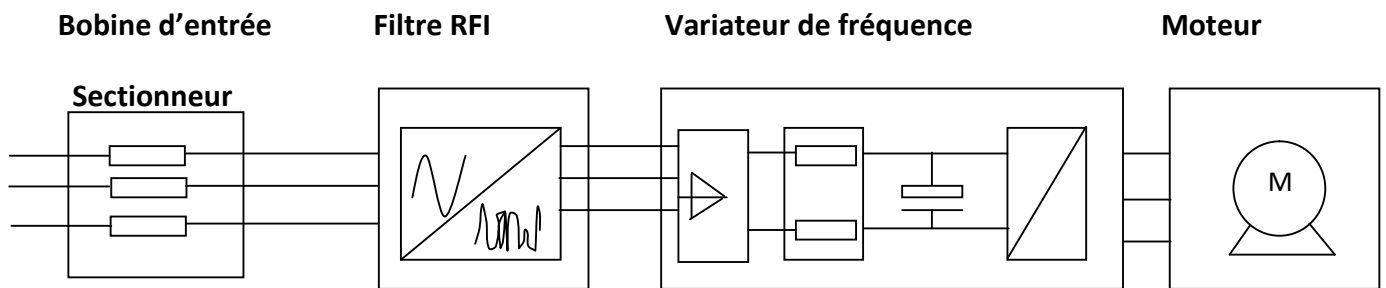 Bobine d’entrée Filtre RFI Variateur de fréquence Moteur
Sectionneur
M